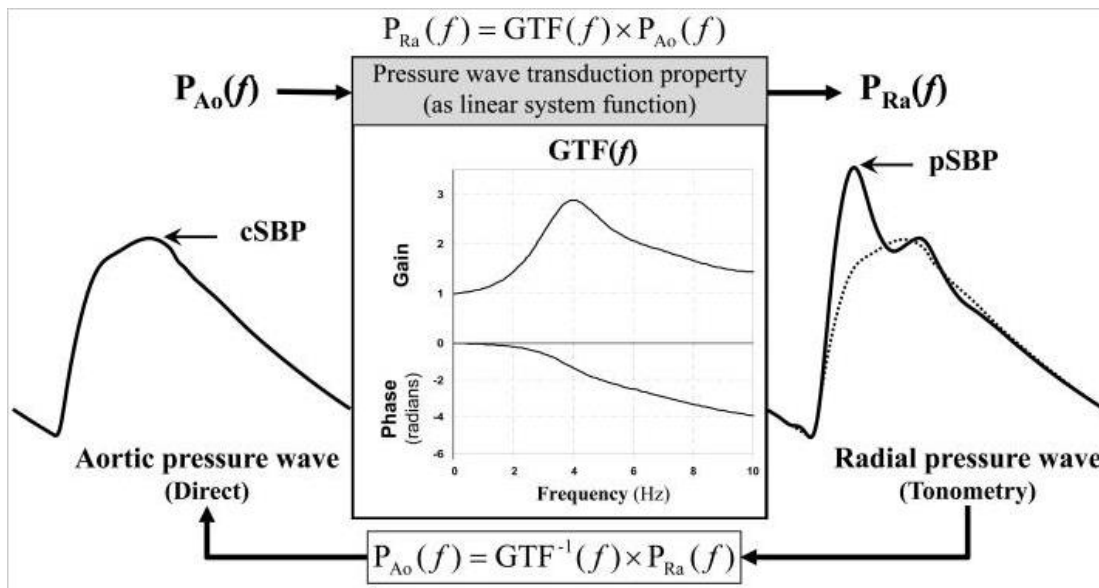 P_Ra(f) = GTF(f) × P_Ao(f)
P_Ao(f)
Pressure wave transduction property
(as linear system function)
P_Ra(f)
GTF(f)
cSBP
pSBP
Gain
3
2
1
0
Phase
(radians)
-2
-4
-6
0 2 4 6 8 10
Frequency (Hz)
Aortic pressure wave
(Direct)
Radial pressure wave
(Tonometry)
P_Ao(f) = GTF⁻¹(f) × P_Ra(f)